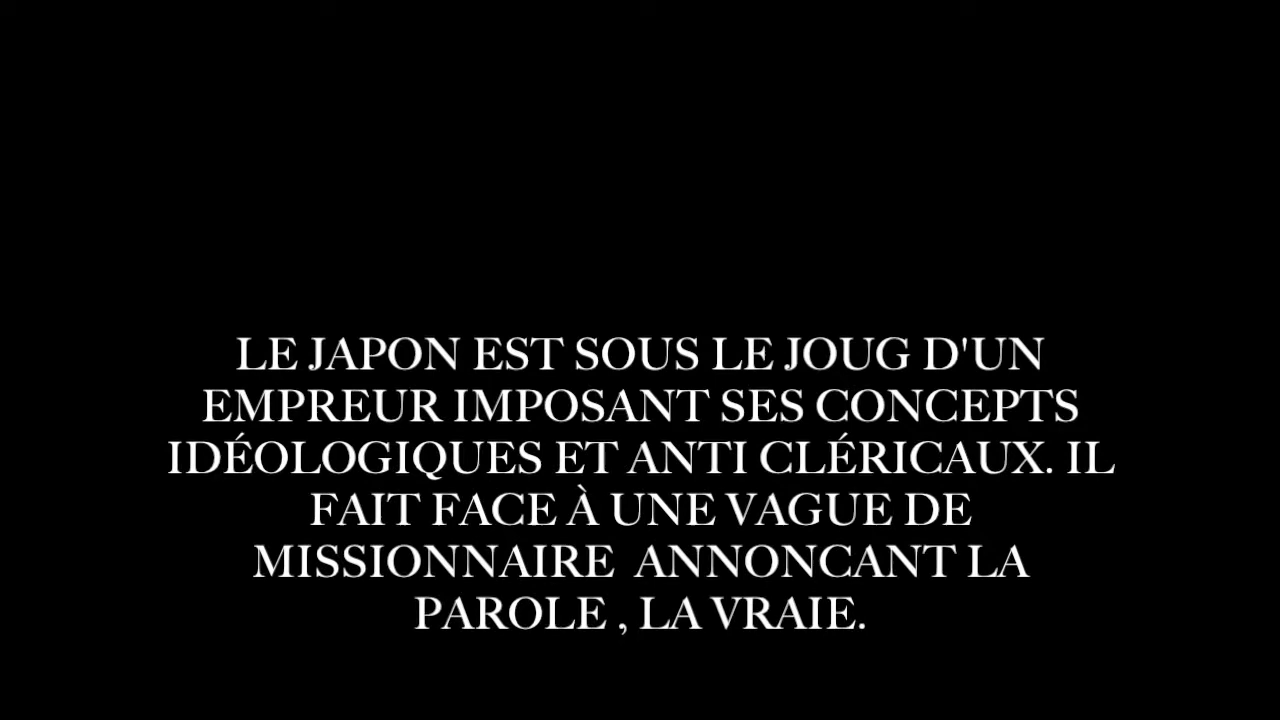 LE JAPON EST SOUS LE JOUG D'UN
EMPREUR IMPOSANT SES CONCEPTS
IDÉOLOGIQUES ET ANTI CLÉRICAUX. IL
FAIT FACE À UNE VAGUE DE
MISSIONNAIRE  ANNONCANT LA
PAROLE , LA VRAIE.